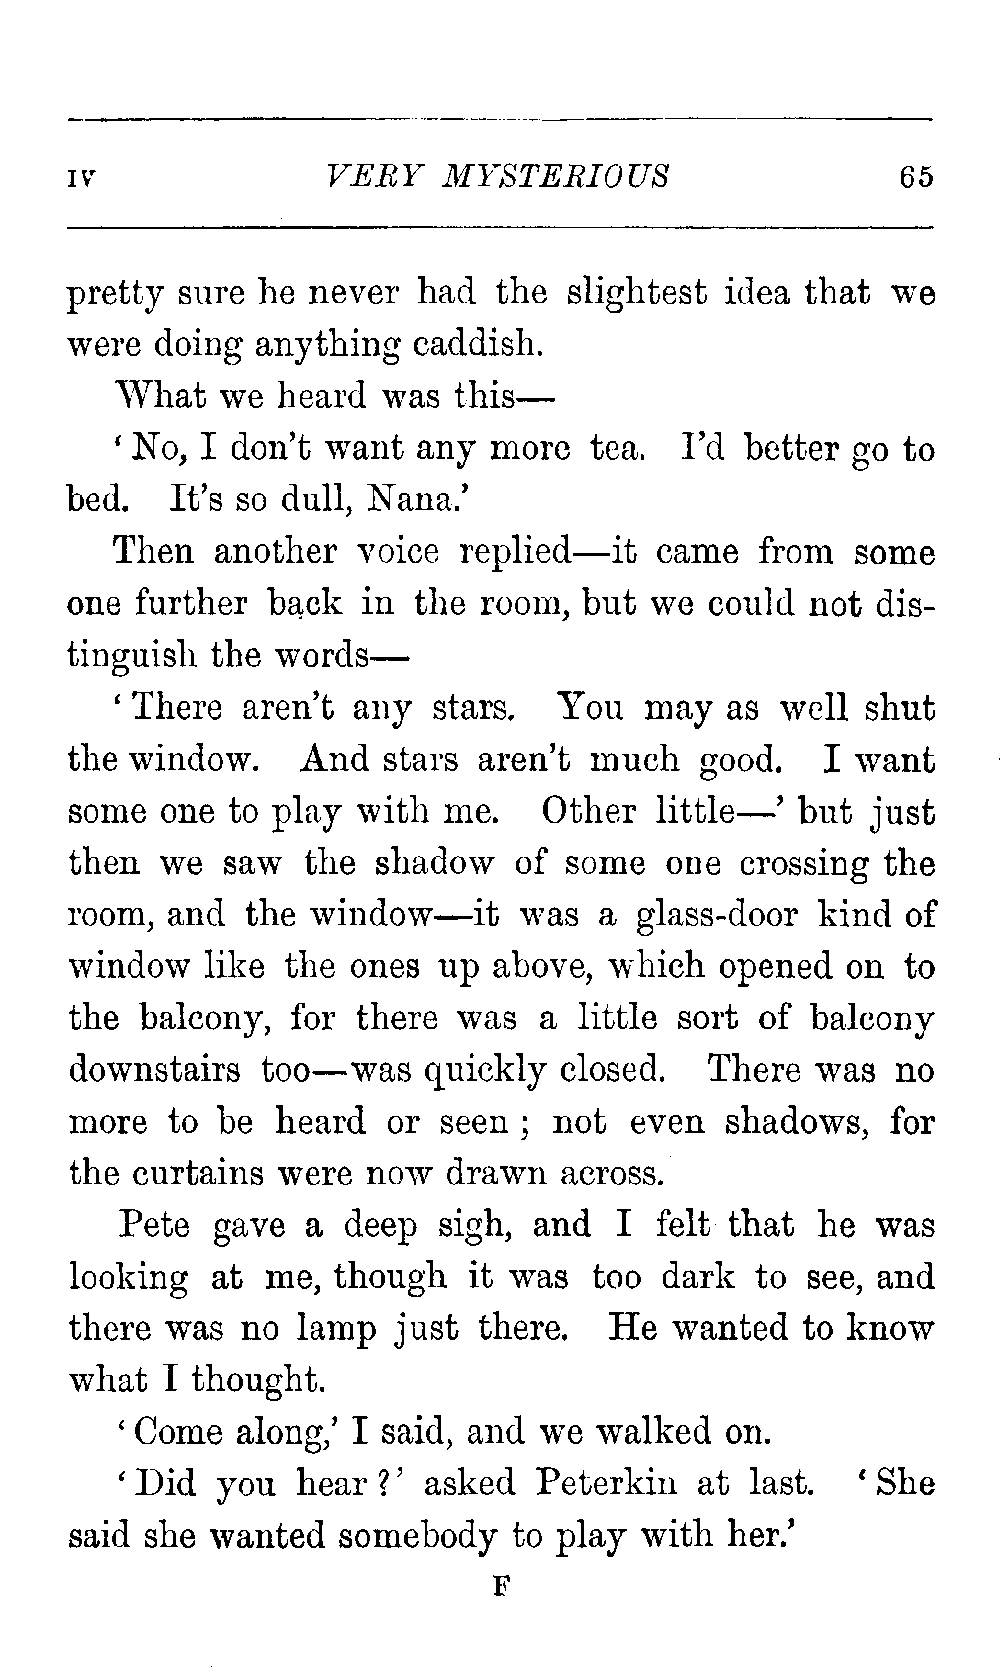 IV VERY MYSTERIOUS 65
pretty sure he never had the slightest idea that we
were doing anything caddish.
What we heard was this—
‘No, I don’t want any more tea. I’d better go to
bed. It’s so dull, Nana.’
Then another voice replied—it came from some
one further back in the room, but we could not dis-
tinguish the words—
‘There aren’t any stars. You may as well shut
the window. And stars aren’t much good. I want
some one to play with me. Other little—’ but just
then we saw the shadow of some one crossing the
room, and the window—it was a glass-door kind of
window like the ones up above, which opened on to
the balcony, for there was a little sort of balcony
downstairs too—was quickly closed. There was no
more to be heard or seen; not even shadows, for
the curtains were now drawn across.
Pete gave a deep sigh, and I felt that he was
looking at me, though it was too dark to see, and
there was no lamp just there. He wanted to know
what I thought.
‘Come along,’ I said, and we walked on.
‘Did you hear?’ asked Peterkin at last. ‘She
said she wanted somebody to play with her.’
F